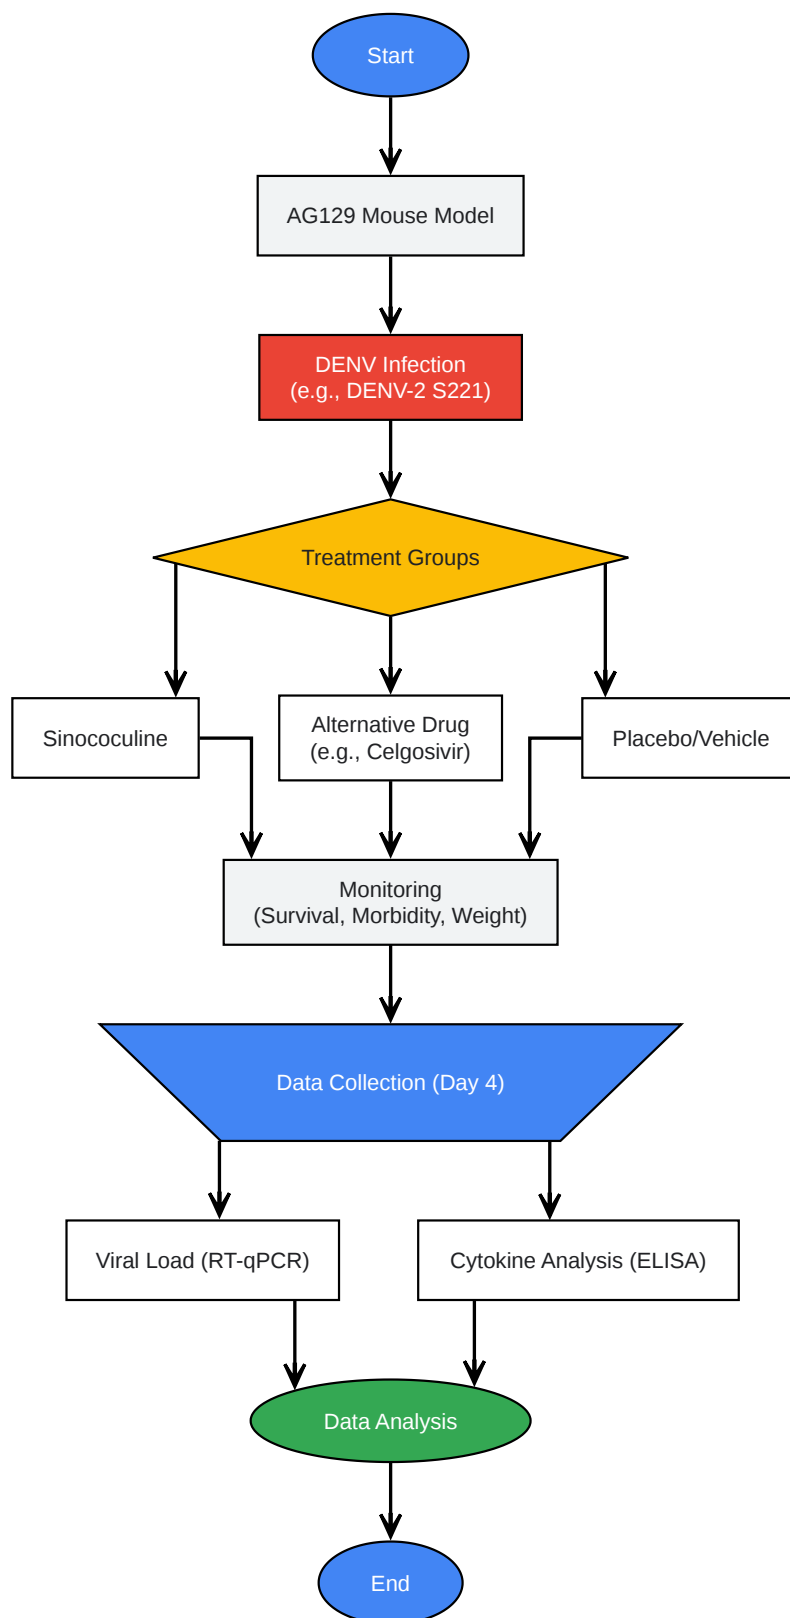 Start
AG129 Mouse Model
DENV Infection
(e.g., DENV-2 S221)
Treatment Groups
Sinococuline
Alternative Drug
(e.g., Celgosivir)
Placebo/Vehicle
Monitoring
(Survival, Morbidity, Weight)
Data Collection (Day 4)
Viral Load (RT-qPCR)
Cytokine Analysis (ELISA)
Data Analysis
End